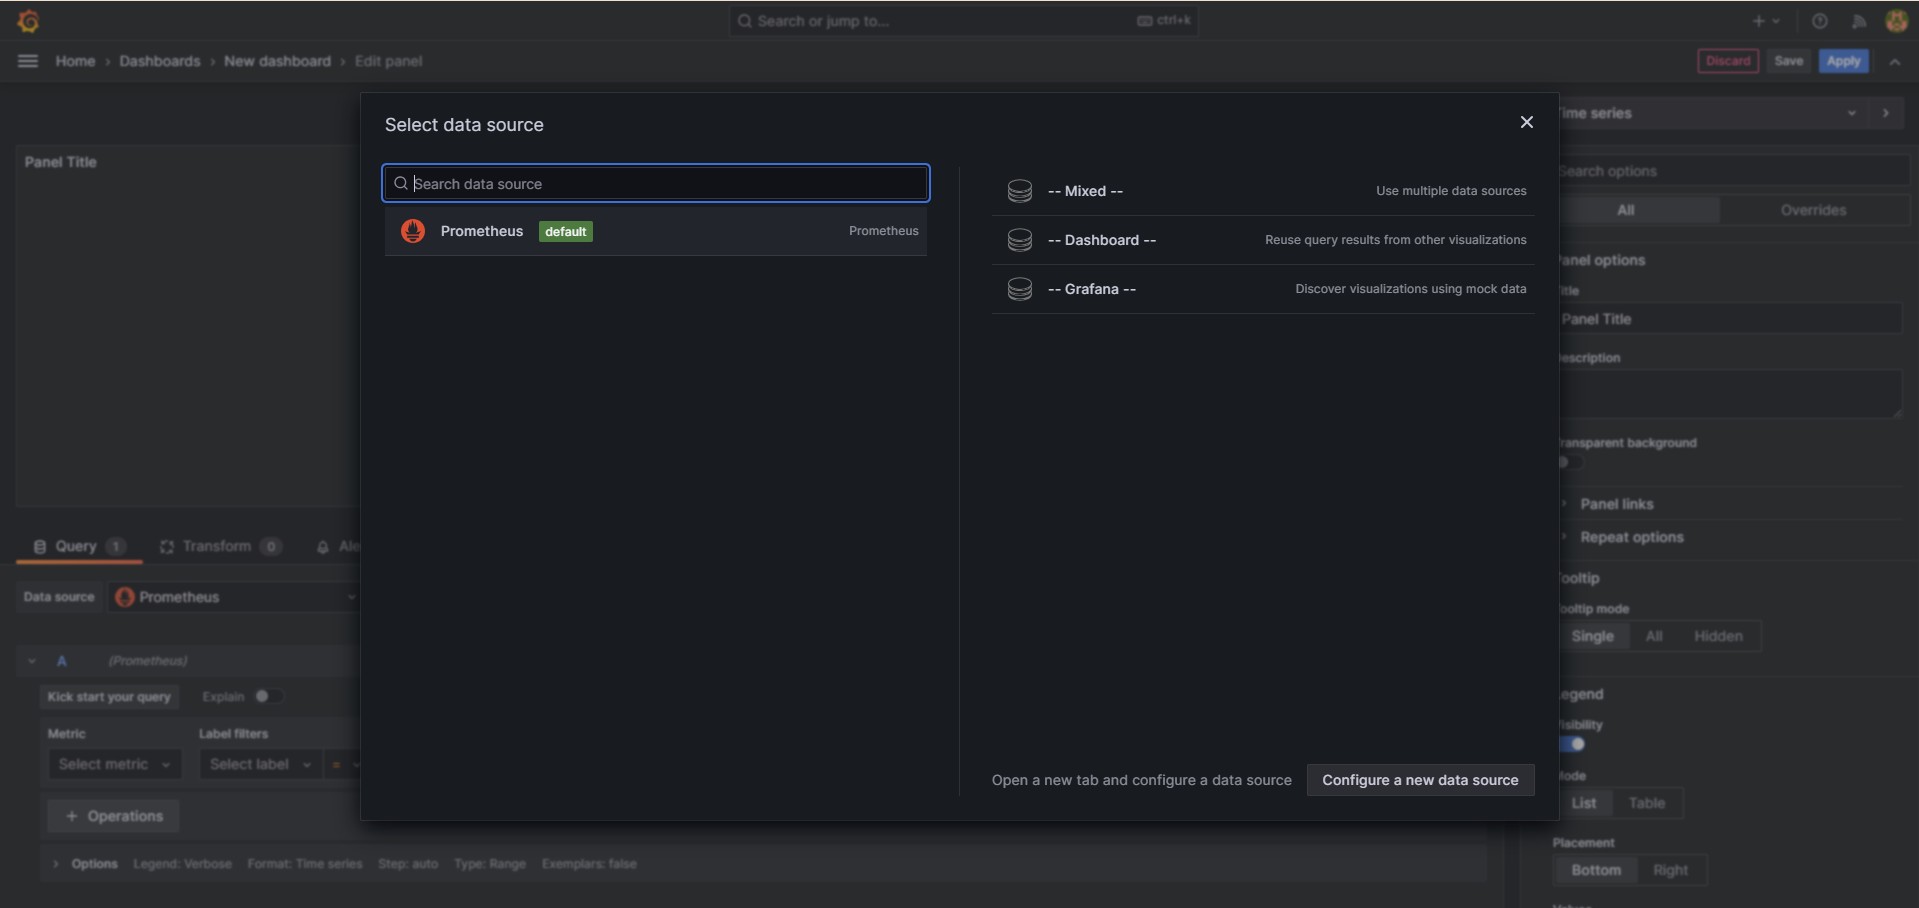 Search or jump to...
ctrl+k
Home › Dashboards › New dashboard › Edit panel
Discard
Save
Apply
Select data source
Search data source
Prometheus
default
Prometheus
-- Mixed --
Use multiple data sources
-- Dashboard --
Reuse query results from other visualizations
-- Grafana --
Discover visualizations using mock data
Open a new tab and configure a data source
Configure a new data source
Panel Title
Query 1
Transform 0
Ale
Data source
Prometheus
A
(Prometheus)
Kick start your query
Explain
Metric
Label filters
Select metric
Select label
=
+ Operations
Options
Legend: Verbose
Format: Time series
Step: auto
Type: Range
Exemplars: false
ime series
earch options
All
Overrides
anel options
itle
Panel Title
escription
ransparent background
Panel links
Repeat options
ooltip
ooltip mode
Single
All
Hidden
egend
isibility
ode
List
Table
Placement
Bottom
Right